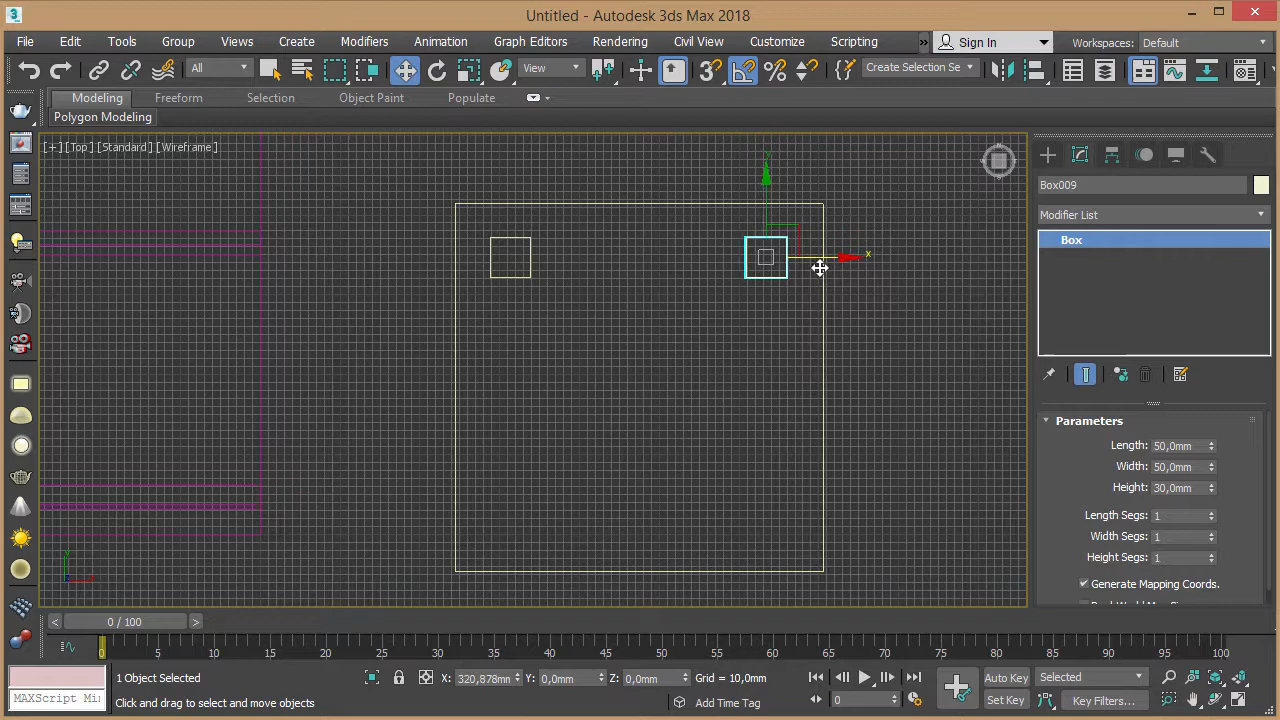 Untitled - Autodesk 3ds Max 2018
File Edit Tools Group Views Create Modifiers Animation Graph Editors Rendering Civil View Customize Scripting » Sign In Workspaces: Default
All View Create Selection Se
Modeling Freeform Selection Object Paint Populate
Polygon Modeling
[+] [Top] [Standard] [Wireframe]
y
x
Box009
Modifier List
Box
Parameters
Length: 50,0mm
Width: 50,0mm
Height: 30,0mm
Length Segs: 1
Width Segs: 1
Height Segs: 1
Generate Mapping Coords.
y
< 0 / 100 >
0 5 10 15 20 25 30 35 40 45 50 55 60 65 70 75 80 85 90 95 100
1 Object Selected X: 320,878mm Y: 0,0mm Z: 0,0mm Grid = 10,0mm Auto Key Selected
MAXScript Mi Click and drag to select and move objects Add Time Tag 0 Set Key Key Filters...